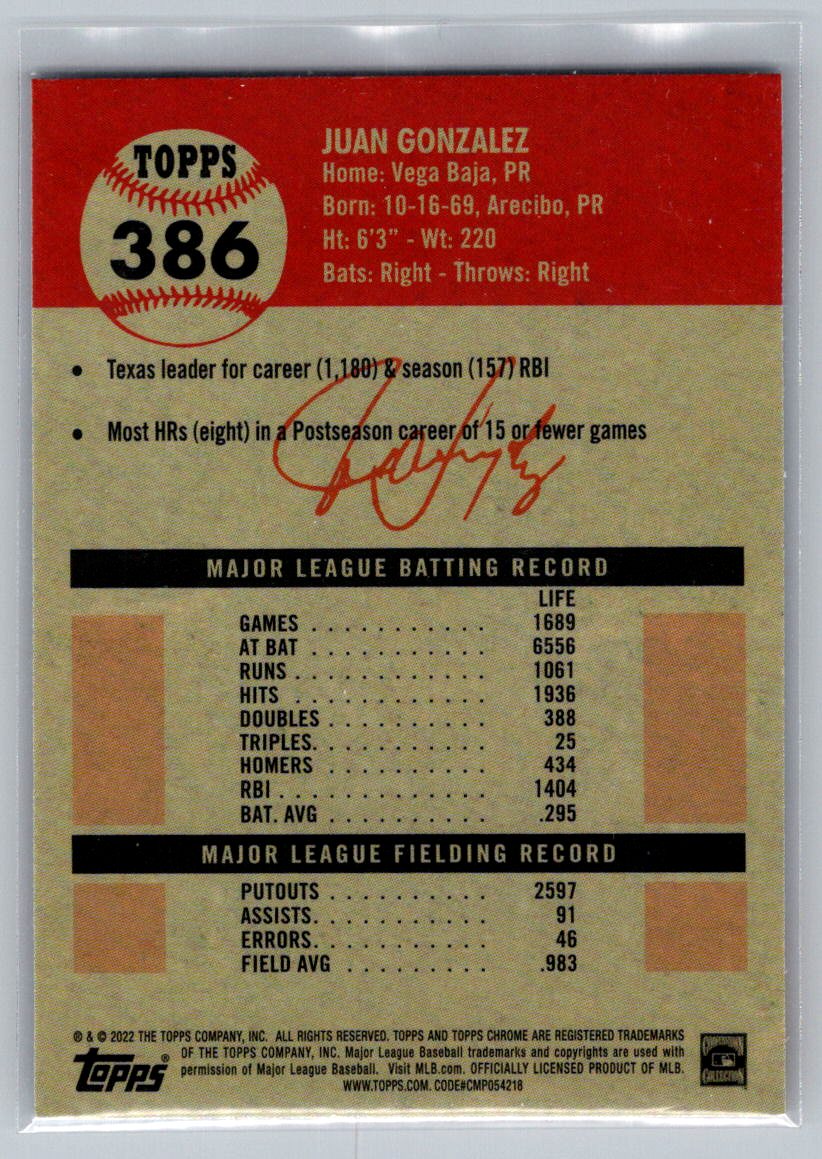 TOPPS
386
JUAN GONZALEZ
Home: Vega Baja, PR
Born: 10-16-69, Arecibo, PR
Ht: 6'3" - Wt: 220
Bats: Right - Throws: Right
• Texas leader for career (1,180) & season (157) RBI
• Most HRs (eight) in a Postseason career of 15 or fewer games
MAJOR LEAGUE BATTING RECORD
LIFE
GAMES . . . . . . . . . . . 1689
AT BAT . . . . . . . . . . . 6556
RUNS . . . . . . . . . . . . 1061
HITS . . . . . . . . . . . . 1936
DOUBLES . . . . . . . . . . 388
TRIPLES. . . . . . . . . . . 25
HOMERS . . . . . . . . . . 434
RBI . . . . . . . . . . . . . 1404
BAT. AVG . . . . . . . . . . .295
MAJOR LEAGUE FIELDING RECORD
PUTOUTS . . . . . . . . . . 2597
ASSISTS. . . . . . . . . . . 91
ERRORS. . . . . . . . . . . 46
FIELD AVG . . . . . . . . . .983
® & © 2022 THE TOPPS COMPANY, INC. ALL RIGHTS RESERVED. TOPPS AND TOPPS CHROME ARE REGISTERED TRADEMARKS
OF THE TOPPS COMPANY, INC. Major League Baseball trademarks and copyrights are used with
permission of Major League Baseball. Visit MLB.com. OFFICIALLY LICENSED PRODUCT OF MLB.
WWW.TOPPS.COM. CODE#CMP054218
Topps®
COOPERSTOWN
COLLECTION